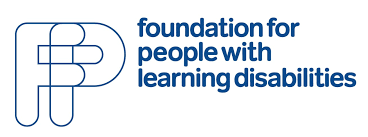 foundation for
people with
learning disabilities